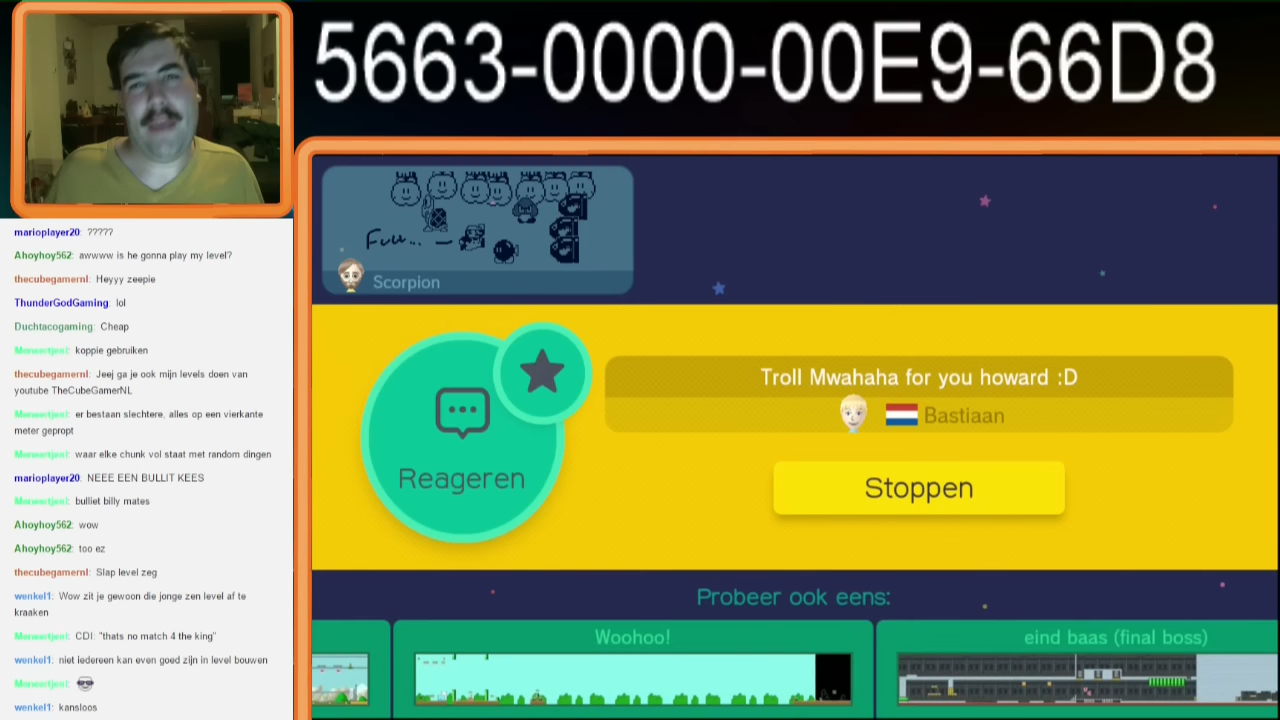 5663-0000-00E9-66D8
marioplayer20: ?????
Ahoyhoy562: awwww is he gonna play my level?
thecubegamernl: Heyyy zeepie
ThunderGodGaming: lol
Duchtacogaming: Cheap
koppie gebruiken
thecubegamernl: Jeej ga je ook mijn levels doen van
youtube TheCubeGamerNL
er bestaan slechtere, alles op een vierkante
meter gepropt
waar elke chunk vol staat met random dingen
marioplayer20: NEEE EEN BULLIT KEES
bulliet billy mates
Ahoyhoy562: wow
Ahoyhoy562: too ez
thecubegamernl: Slap level zeg
wenkel1: Wow zit je gewoon die jonge zen level af te
kraaken
CDI: "thats no match 4 the king"
wenkel1: niet iedereen kan even goed zijn in level bouwen
wenkel1: kansloos
Fuu... —
Scorpion
Reageren
Troll Mwahaha for you howard :D
Bastiaan
Stoppen
Probeer ook eens:
Woohoo!
eind baas (final boss)